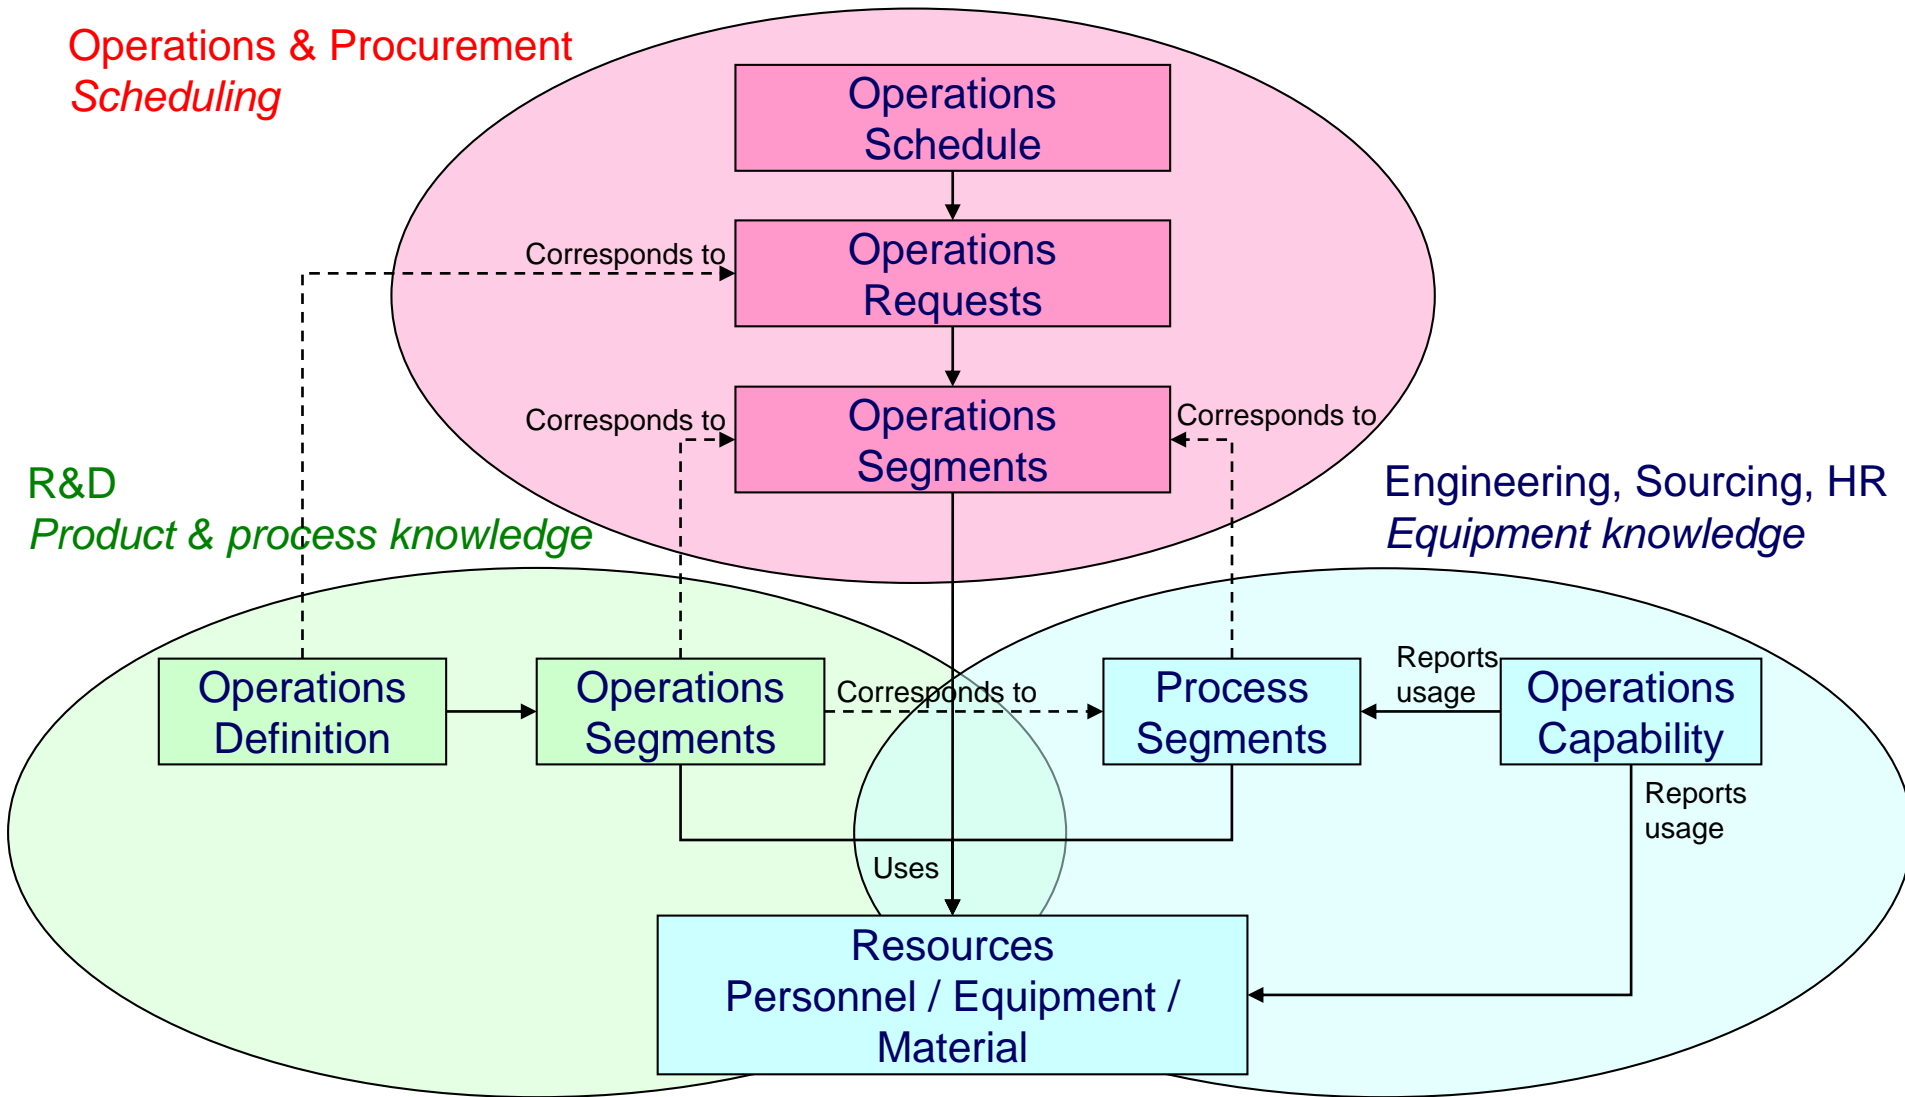 Operations & Procurement
Scheduling
Operations
Schedule
Corresponds to
Operations
Requests
Corresponds to
Operations
Segments
Corresponds to
R&D
Product & process knowledge
Engineering, Sourcing, HR
Equipment knowledge
Operations
Definition
Operations
Segments
Corresponds to
Process
Segments
Reports
usage
Operations
Capability
Reports
usage
Uses
Resources
Personnel / Equipment /
Material